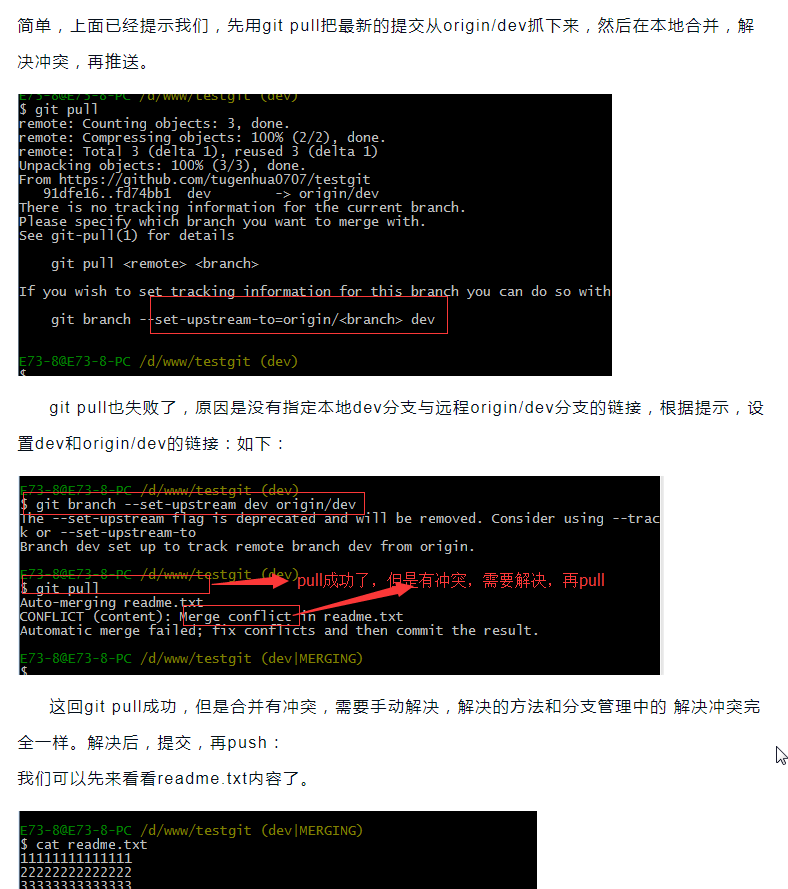 简单，上面已经提示我们，先用git pull把最新的提交从origin/dev抓下来，然后在本地合并，解
决冲突，再推送。
E73-8@E73-8-PC /d/www/testgit (dev)
$ git pull
remote: Counting objects: 3, done.
remote: Compressing objects: 100% (2/2), done.
remote: Total 3 (delta 1), reused 3 (delta 1)
Unpacking objects: 100% (3/3), done.
From https://github.com/tugenhua0707/testgit
91dfe16..fd74bb1 dev -> origin/dev
There is no tracking information for the current branch.
Please specify which branch you want to merge with.
See git-pull(1) for details
git pull <remote> <branch>
If you wish to set tracking information for this branch you can do so with
git branch --set-upstream-to=origin/<branch> dev
E73-8@E73-8-PC /d/www/testgit (dev)
$
git pull也失败了，原因是没有指定本地dev分支与远程origin/dev分支的链接，根据提示，设
置dev和origin/dev的链接：如下：
E73-8@E73-8-PC /d/www/testgit (dev)
$ git branch --set-upstream dev origin/dev
The --set-upstream flag is deprecated and will be removed. Consider using --trac
k or --set-upstream-to
Branch dev set up to track remote branch dev from origin.
E73-8@E73-8-PC /d/www/testgit (dev)
$ git pull
pull成功了，但是有冲突，需要解决，再pull
Auto-merging readme.txt
CONFLICT (content): Merge conflict in readme.txt
Automatic merge failed; fix conflicts and then commit the result.
E73-8@E73-8-PC /d/www/testgit (dev|MERGING)
$
这回git pull成功，但是合并有冲突，需要手动解决，解决的方法和分支管理中的 解决冲突完
全一样。解决后，提交，再push：
我们可以先来看看readme.txt内容了。
E73-8@E73-8-PC /d/www/testgit (dev|MERGING)
$ cat readme.txt
11111111111111
22222222222222
33333333333333